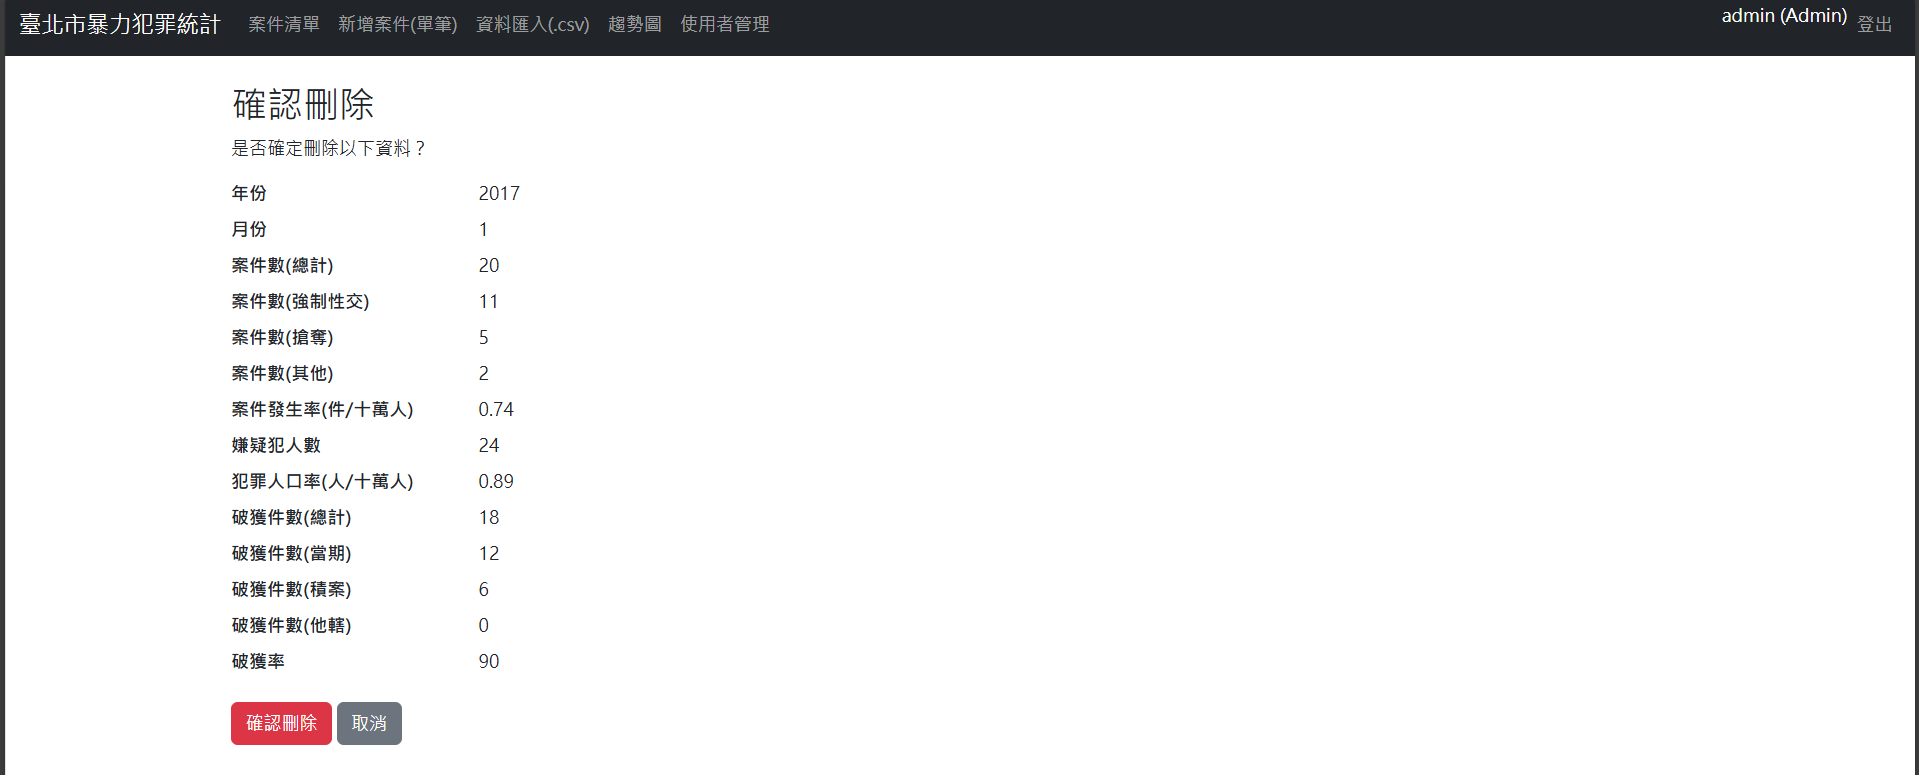 臺北市暴力犯罪統計 案件清單 新增案件(單筆) 資料匯入(.csv) 趨勢圖 使用者管理 admin (Admin) 登出
確認刪除
是否確定刪除以下資料？
年份 2017
月份 1
案件數(總計) 20
案件數(強制性交) 11
案件數(搶奪) 5
案件數(其他) 2
案件發生率(件/十萬人) 0.74
嫌疑犯人數 24
犯罪人口率(人/十萬人) 0.89
破獲件數(總計) 18
破獲件數(當期) 12
破獲件數(積案) 6
破獲件數(他轄) 0
破獲率 90
確認刪除 取消